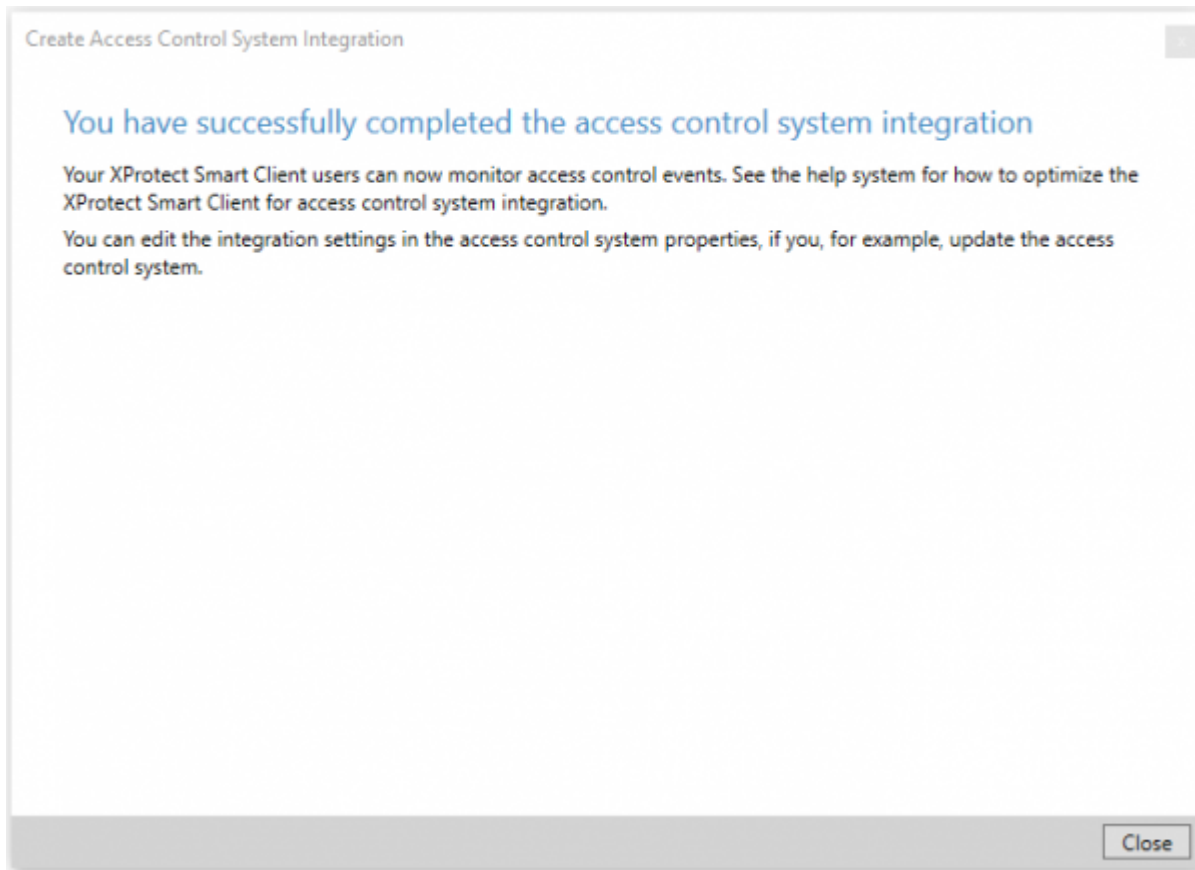 Create Access Control System Integration
You have successfully completed the access control system integration
Your XProtect Smart Client users can now monitor access control events. See the help system for how to optimize the
XProtect Smart Client for access control system integration.
You can edit the integration settings in the access control system properties, if you, for example, update the access
control system.
Close